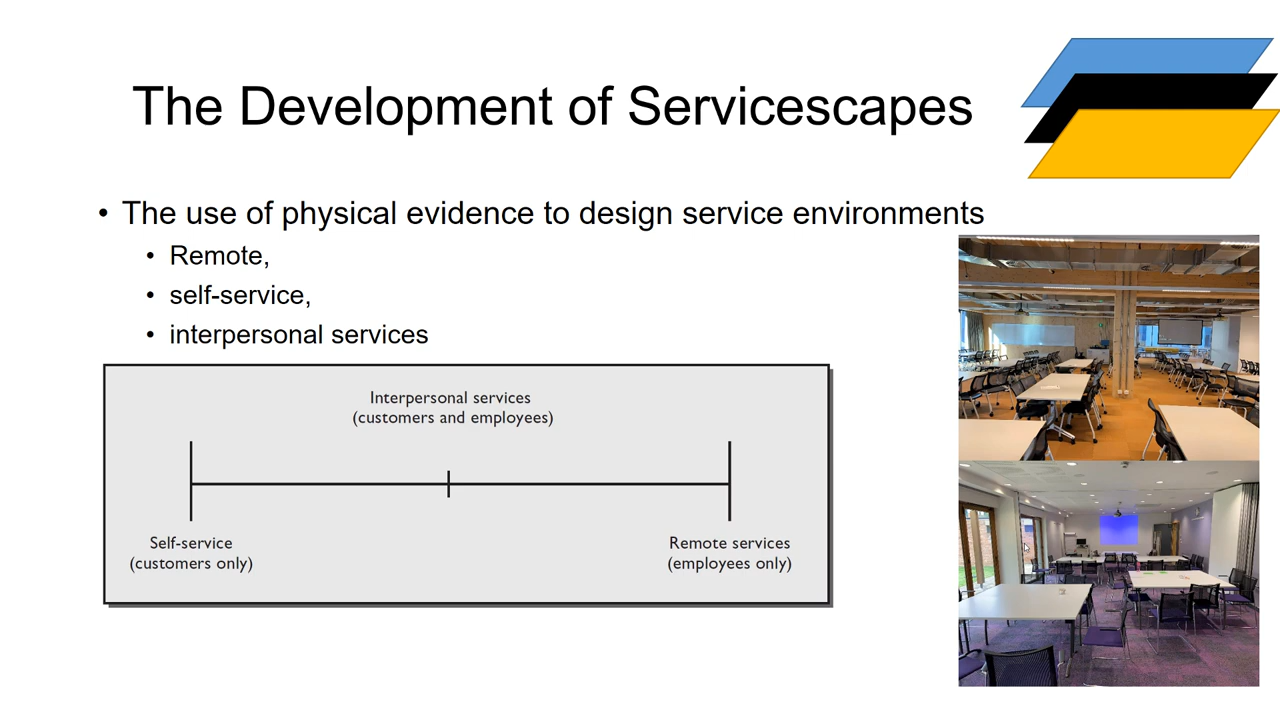 The Development of Servicescapes
• The use of physical evidence to design service environments
• Remote,
• self-service,
• interpersonal services
Interpersonal services
(customers and employees)
Self-service
(customers only)
Remote services
(employees only)